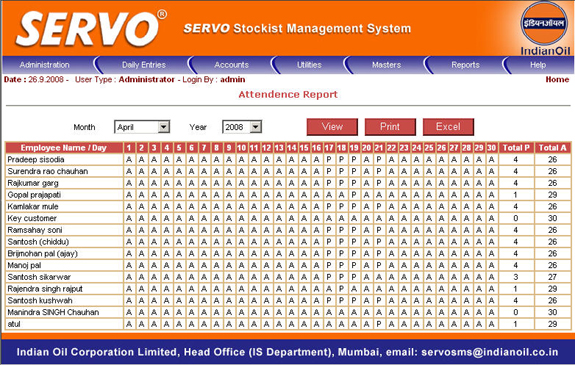 SERVO®
SERVO Stockist Management System
इंडियनऑयल
IndianOil
Administration Daily Entries Accounts Utilities Masters Reports Help
Date : 26.9.2008 - User Type : Administrator - Login By : admin Home
Attendence Report
Month April Year 2008 View Print Excel
Employee Name / Day 1 2 3 4 5 6 7 8 9 10 11 12 13 14 15 16 17 18 19 20 21 22 23 24 25 26 27 28 29 30 Total P Total A
Pradeep sisodia A A A A A A A A A A A A A A A A P P P A P A A A A A A A A A 4 26
Surendra rao chauhan A A A A A A A A A A A A A A A A P P P A P A A A A A A A A A 4 26
Rajkumar garg A A A A A A A A A A A A A A A A P P P A P A A A A A A A A A 4 26
Gopal prajapati A A A A A A A A A A A A A A A A A A A A P A A A A A A A A A 1 29
Kamlakar mule A A A A A A A A A A A A A A A A P P P A P A A A A A A A A A 4 26
Key customer A A A A A A A A A A A A A A A A A A A A A A A A A A A A A A 0 30
Ramsahay soni A A A A A A A A A A A A A A A A P P P A P A A A A A A A A A 4 26
Santosh (chiddu) A A A A A A A A A A A A A A A A P P P A P A A A A A A A A A 4 26
Brijmohan pal (ajay) A A A A A A A A A A A A A A A A P P P A P A A A A A A A A A 4 26
Manoj pal A A A A A A A A A A A A A A A A P P P A P A A A A A A A A A 4 26
Santosh sikarwar A A A A A A A A A A A A A A A A A P P A P A A A A A A A A A 3 27
Rajendra singh rajput A A A A A A A A A A A A A A A A A A A A P A A A A A A A A A 1 29
Santosh kushwah A A A A A A A A A A A A A A A A P P P A P A A A A A A A A A 4 26
Manindra SINGH Chauhan A A A A A A A A A A A A A A A A A A A A A A A A A A A A A A 0 30
atul A A A A A A A A A A A A A A A A A A A A P A A A A A A A A A 1 29
Indian Oil Corporation Limited, Head Office (IS Department), Mumbai, email: servosms@indianoil.co.in